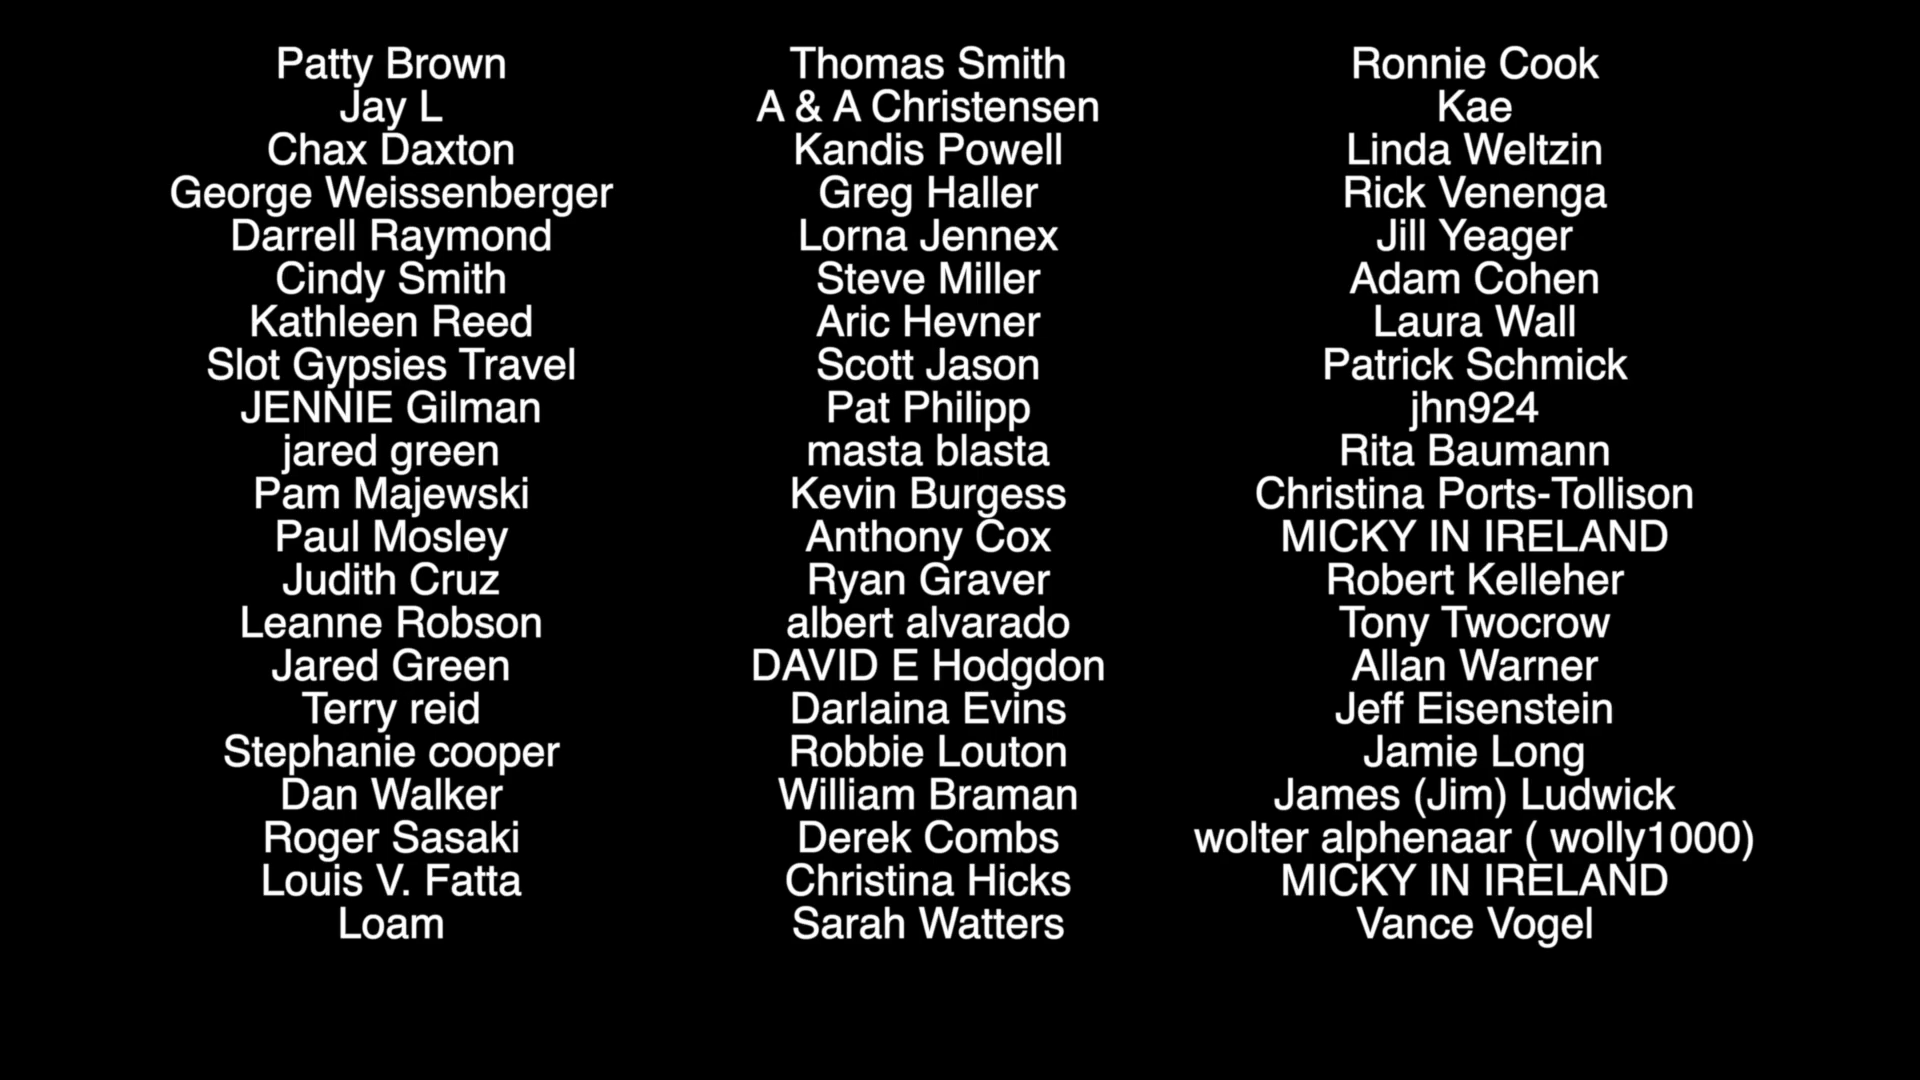 Patty Brown
Jay L
Chax Daxton
George Weissenberger
Darrell Raymond
Cindy Smith
Kathleen Reed
Slot Gypsies Travel
JENNIE Gilman
jared green
Pam Majewski
Paul Mosley
Judith Cruz
Leanne Robson
Jared Green
Terry reid
Stephanie cooper
Dan Walker
Roger Sasaki
Louis V. Fatta
Loam
Thomas Smith
A & A Christensen
Kandis Powell
Greg Haller
Lorna Jennex
Steve Miller
Aric Hevner
Scott Jason
Pat Philipp
masta blasta
Kevin Burgess
Anthony Cox
Ryan Graver
albert alvarado
DAVID E Hodgdon
Darlaina Evins
Robbie Louton
William Braman
Derek Combs
Christina Hicks
Sarah Watters
Ronnie Cook
Kae
Linda Weltzin
Rick Venenga
Jill Yeager
Adam Cohen
Laura Wall
Patrick Schmick
jhn924
Rita Baumann
Christina Ports-Tollison
MICKY IN IRELAND
Robert Kelleher
Tony Twocrow
Allan Warner
Jeff Eisenstein
Jamie Long
James (Jim) Ludwick
wolter alphenaar ( wolly1000)
MICKY IN IRELAND
Vance Vogel